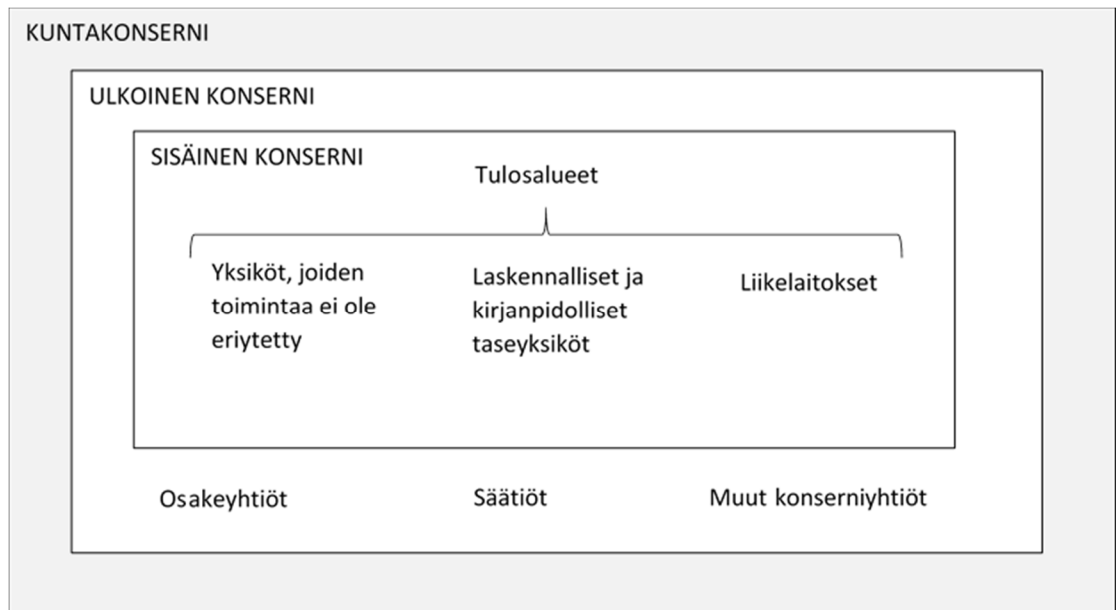 KUNTAKONSERNI
ULKOINEN KONSERNI
SISÄINEN KONSERNI
Tulosalueet
Yksiköt, joiden
toimintaa ei ole
eriytetty
Laskennalliset ja
kirjanpidolliset
taseyksiköt
Liikelaitokset
Osakeyhtiöt
Säätiöt
Muut konserniyhtiöt